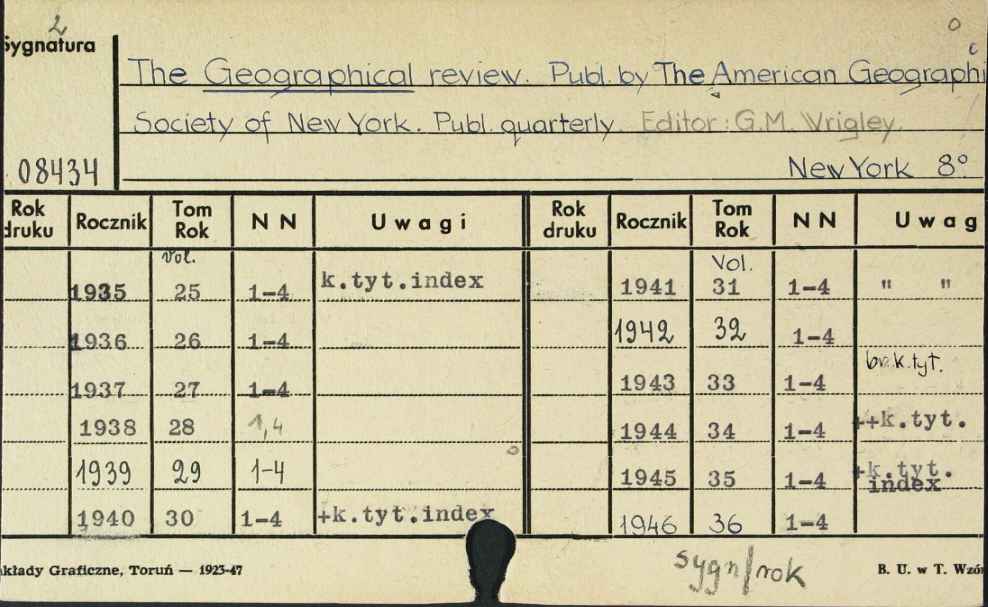 2
0
Sygnatura
The Geographical review. Publ. by The American Geographic
Society of New York. Publ. quarterly. Editor: G.M. Wrigley.
08434
New York 8°
Rok druku Rocznik Tom Rok N N Uwagi Rok druku Rocznik Tom Rok N N Uwag
vol. Vol.
1935 25 1-4 k.tyt.index 1941 31 1-4 " "
1936 26 1-4 1942 32 1-4
1937 27 1-4 1943 33 1-4 br.k.tyt.
1938 28 1,4 1944 34 1-4 ++k.tyt.
1939 29 1-4 1945 35 1-4 +k.tyt. index
1940 30 1-4 +k.tyt.index 1946 36 1-4
kłady Graficzne, Toruń — 1923-47
sygn/rok
B. U. w T. Wzór